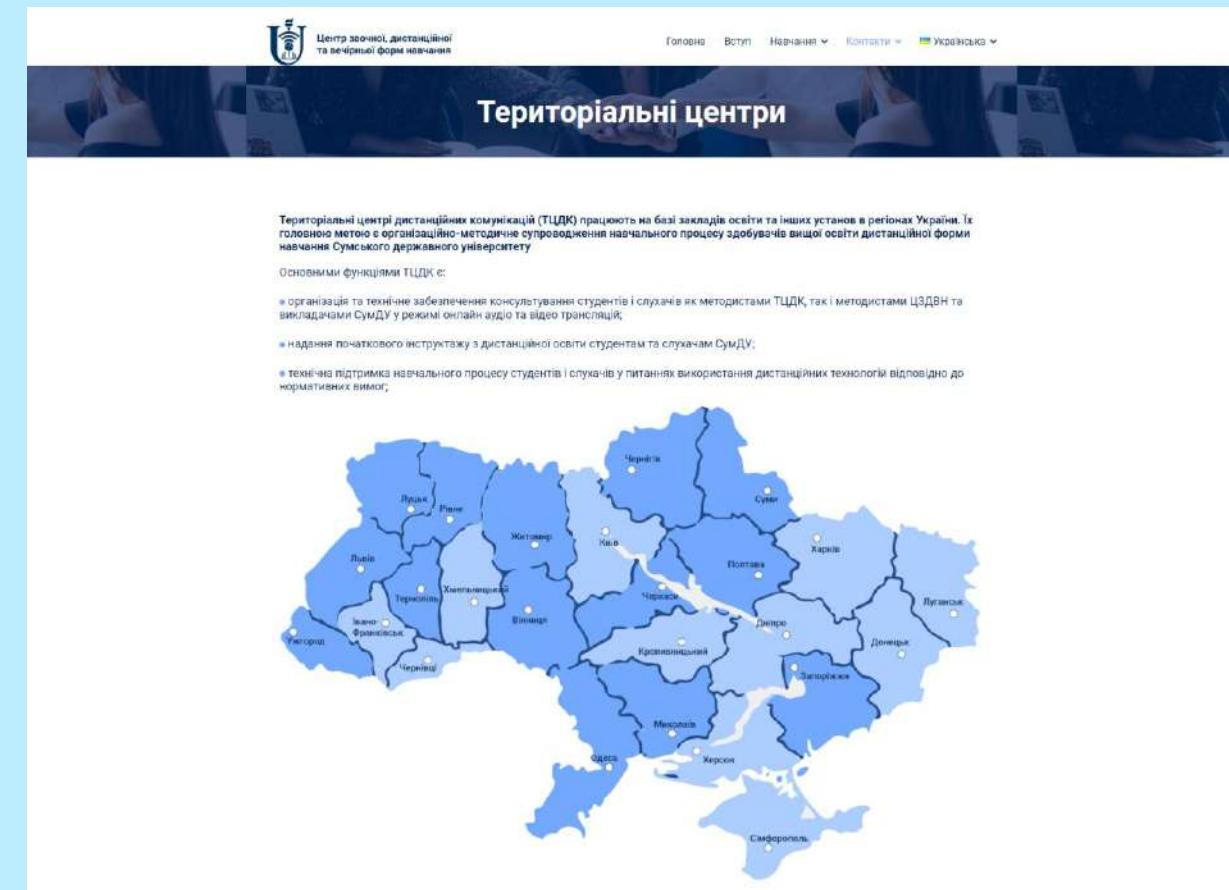 Центр заочної, дистанційної
та вечірньої форм навчання
Головна Вступ Навчання Контакти Українська
Територіальні центри
Територіальні центрі дистанційних комунікацій (ТЦДК) працюють на базі закладів освіти та інших установ в регіонах України. Їх
головною метою є організаційно-методичне супроводження навчального процесу здобувачів вищої освіти дистанційної форми
навчання Сумського державного університету
Основними функціями ТЦДК є:
організація та технічне забезпечення консультування студентів і слухачів як методистами ТЦДК, так і методистами ЦЗДВН та
викладачами СумДУ у режимі онлайн аудіо та відео трансляцій;
надання початкового інструктажу з дистанційної освіти студентам та слухачам СумДУ;
технічна підтримка навчального процесу студентів і слухачів у питаннях використання дистанційних технологій відповідно до
нормативних вимог;
Чернігів
Луцьк
Суми
Рівне
Житомир
Київ
Харків
Львів
Полтава
Тернопіль
Хмельницький
Черкаси
Луганськ
Вінниця
Івано-
Франківськ
Дніпро
Ужгород
Донецьк
Кропивницький
Чернівці
Запоріжжя
Миколаїв
Одеса
Херсон
Сімферополь